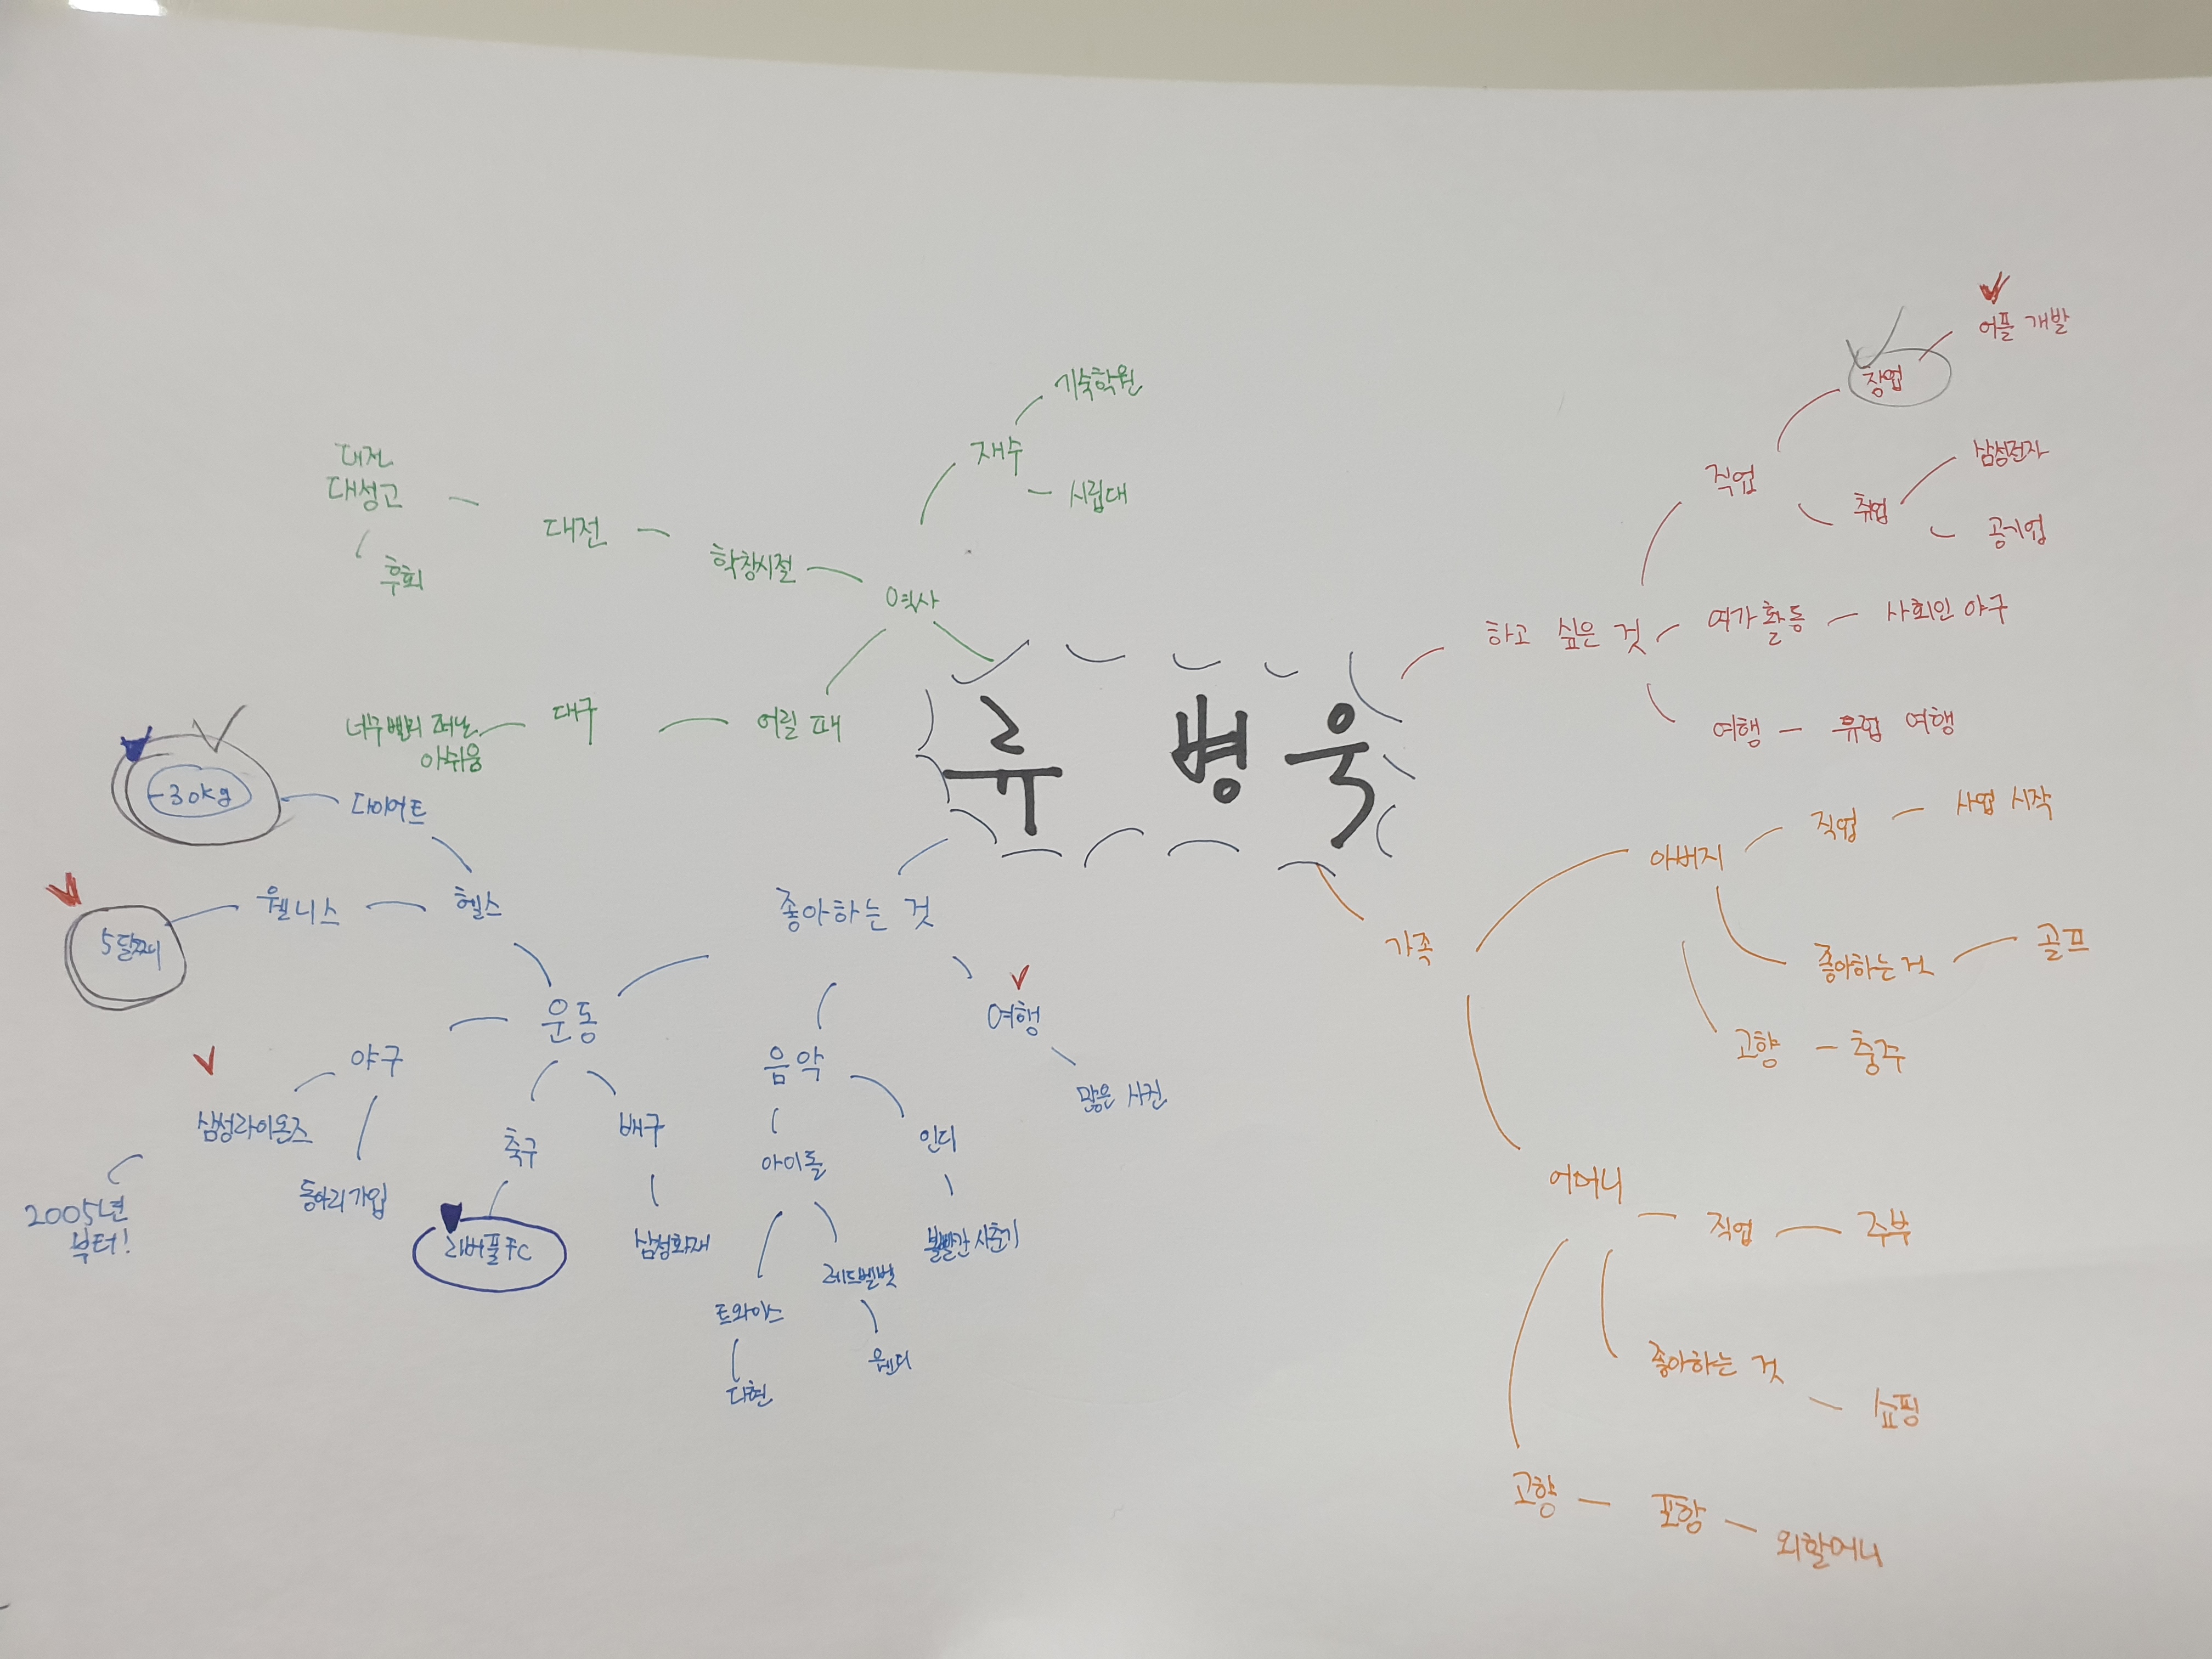 류 병욱
역사
재수
기숙학원
시립대
학창시절
대전
대전
대성고
후회
어릴 때
대구
너무 빨리 떠난
아쉬움
하고 싶은 것
직업
창업
어플 개발
취업
삼성전자
공기업
여가 활동
사회인 야구
여행
유럽 여행
좋아하는 것
운동
헬스
다이어트
-30kg
웰니스
5달째
야구
삼성라이온즈
2005년
부터!
동아리 가입
축구
리버풀 FC
배구
삼성화재
음악
아이돌
트와이스
다현
레드벨벳
웬디
인디
볼빨간 사춘기
여행
많은 사진
가족
아버지
직업
사업 시작
좋아하는 것
골프
고향
충주
어머니
직업
주부
좋아하는 것
쇼핑
고향
포항
외할머니